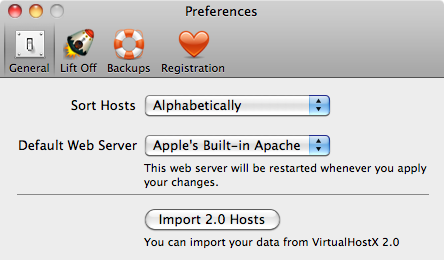 Preferences
General Lift Off Backups Registration
Sort Hosts Alphabetically
Default Web Server Apple's Built-in Apache
This web server will be restarted whenever you apply
your changes.
Import 2.0 Hosts
You can import your data from VirtualHostX 2.0